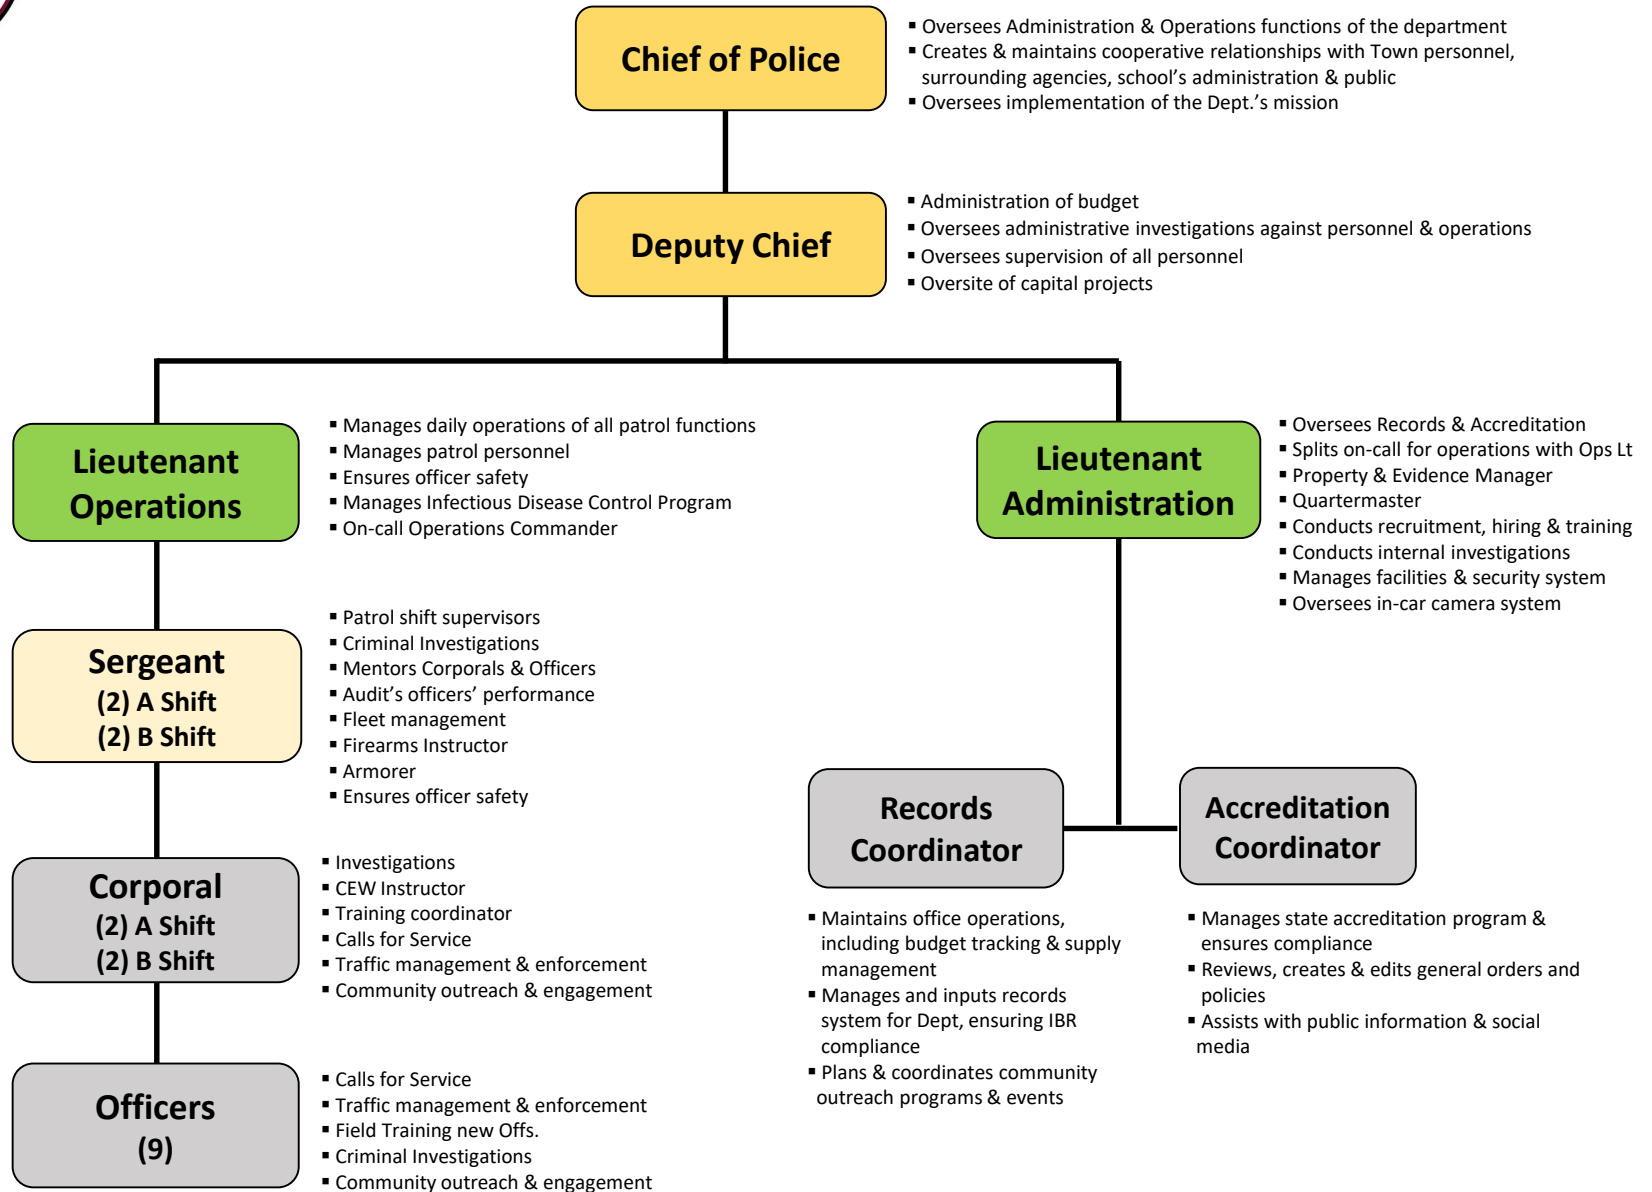 Chief of Police
▪ Oversees Administration & Operations functions of the department
▪ Creates & maintains cooperative relationships with Town personnel,
surrounding agencies, school’s administration & public
▪ Oversees implementation of the Dept.’s mission
Deputy Chief
▪ Administration of budget
▪ Oversees administrative investigations against personnel & operations
▪ Oversees supervision of all personnel
▪ Oversite of capital projects
Lieutenant
Operations
▪ Manages daily operations of all patrol functions
▪ Manages patrol personnel
▪ Ensures officer safety
▪ Manages Infectious Disease Control Program
▪ On-call Operations Commander
Lieutenant
Administration
▪ Oversees Records & Accreditation
▪ Splits on-call for operations with Ops Lt
▪ Property & Evidence Manager
▪ Quartermaster
▪ Conducts recruitment, hiring & training
▪ Conducts internal investigations
▪ Manages facilities & security system
▪ Oversees in-car camera system
Sergeant
(2) A Shift
(2) B Shift
▪ Patrol shift supervisors
▪ Criminal Investigations
▪ Mentors Corporals & Officers
▪ Audit’s officers’ performance
▪ Fleet management
▪ Firearms Instructor
▪ Armorer
▪ Ensures officer safety
Corporal
(2) A Shift
(2) B Shift
▪ Investigations
▪ CEW Instructor
▪ Training coordinator
▪ Calls for Service
▪ Traffic management & enforcement
▪ Community outreach & engagement
Officers
(9)
▪ Calls for Service
▪ Traffic management & enforcement
▪ Field Training new Offs.
▪ Criminal Investigations
▪ Community outreach & engagement
Records
Coordinator
▪ Maintains office operations,
including budget tracking & supply
management
▪ Manages and inputs records
system for Dept, ensuring IBR
compliance
▪ Plans & coordinates community
outreach programs & events
Accreditation
Coordinator
▪ Manages state accreditation program &
ensures compliance
▪ Reviews, creates & edits general orders and
policies
▪ Assists with public information & social
media